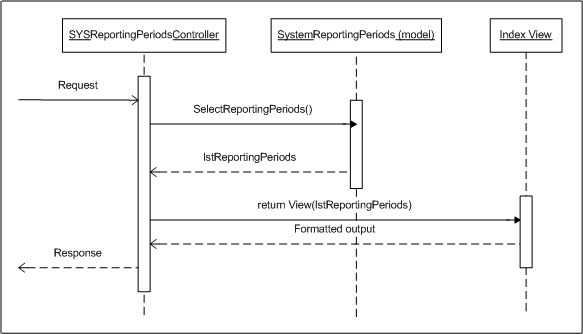 SYSReportingPeriodsController
SystemReportingPeriods (model)
Index View
Request
SelectReportingPeriods()
lstReportingPeriods
return View(lstReportingPeriods)
Formatted output
Response